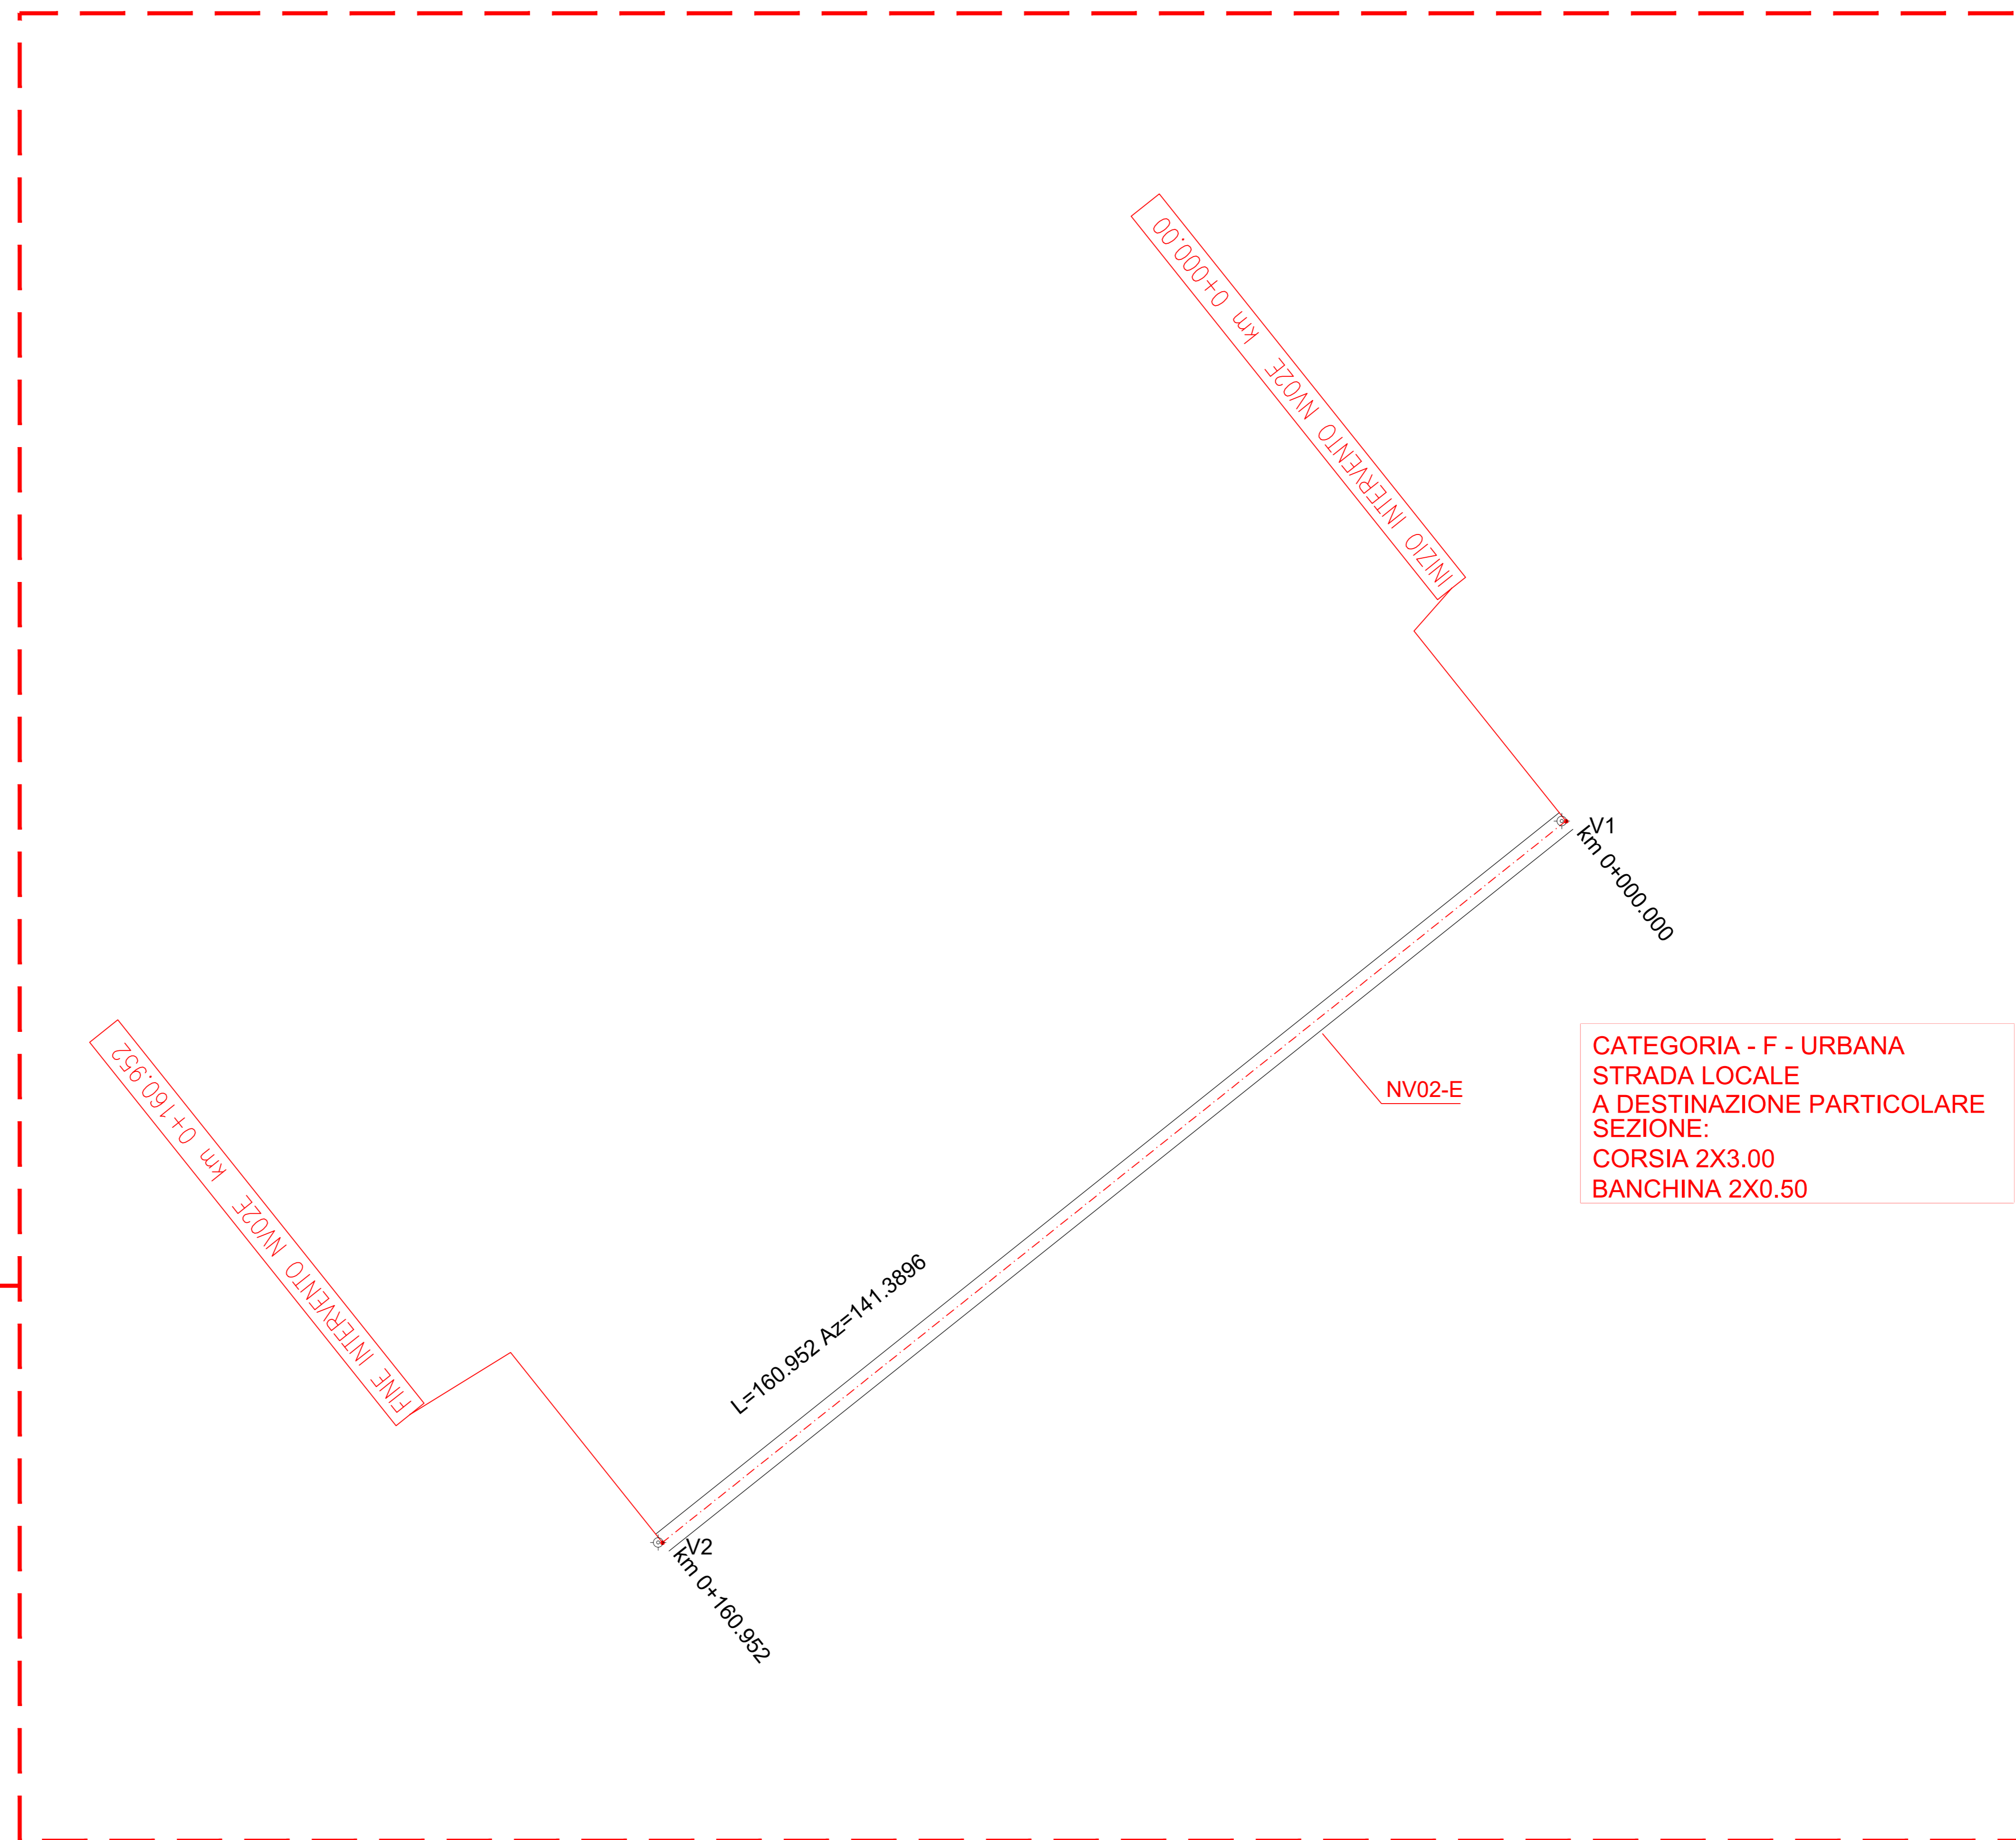 INIZIO INTERVENTO NV02E km 0+000.00
V1
km 0+000.000
CATEGORIA - F - URBANA
STRADA LOCALE
A DESTINAZIONE PARTICOLARE
SEZIONE:
CORSIA 2X3.00
BANCHINA 2X0.50
NV02-E
FINE INTERVENTO NV02E km 0+160.952
L=160.952 Az=141.3896
V2
km 0+160.952